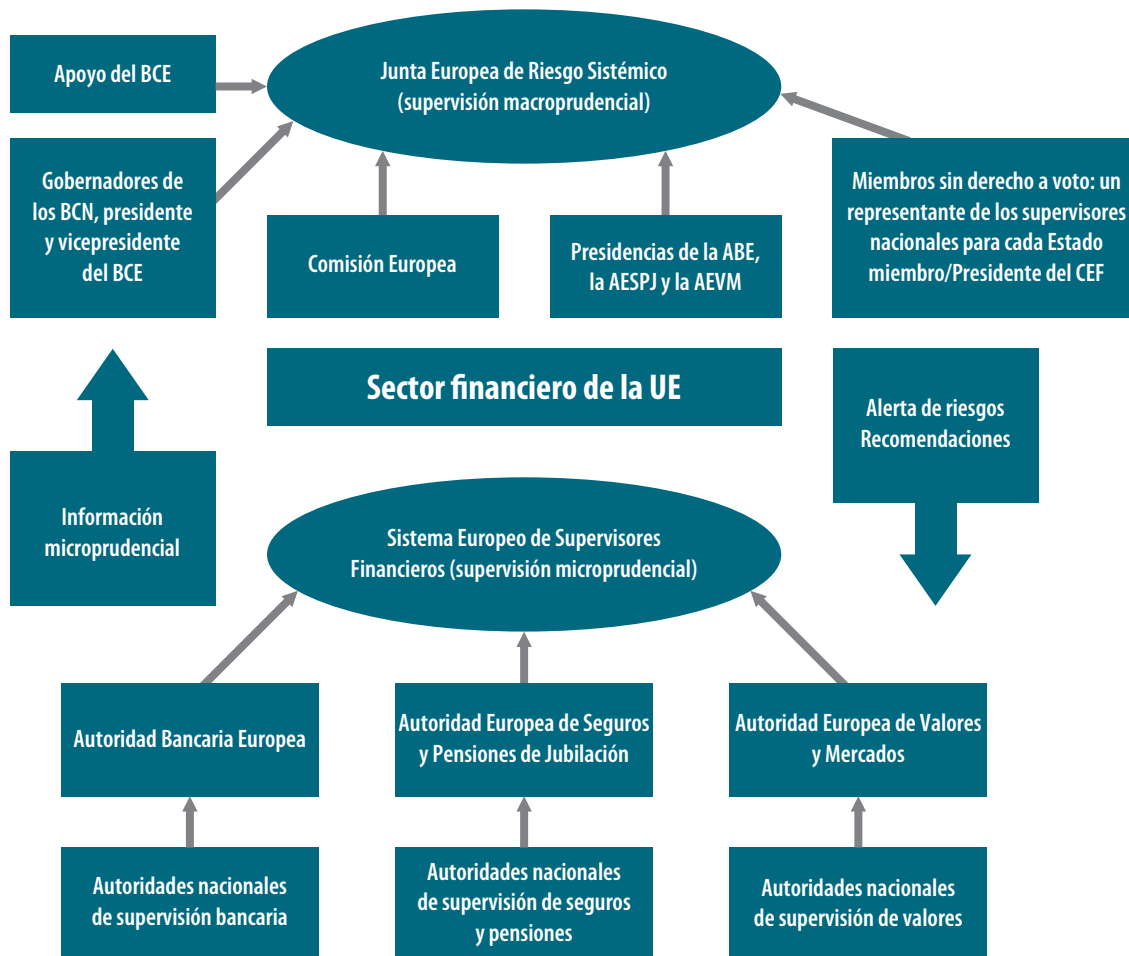 Apoyo del BCE
Junta Europea de Riesgo Sistémico
(supervisión macroprudencial)
Gobernadores de
los BCN, presidente
y vicepresidente
del BCE
Comisión Europea
Presidencias de la ABE,
la AESPJ y la AEVM
Miembros sin derecho a voto: un
representante de los supervisores
nacionales para cada Estado
miembro/Presidente del CEF
Sector financiero de la UE
Información
microprudencial
Alerta de riesgos
Recomendaciones
Sistema Europeo de Supervisores
Financieros (supervisión microprudencial)
Autoridad Bancaria Europea
Autoridad Europea de Seguros
y Pensiones de Jubilación
Autoridad Europea de Valores
y Mercados
Autoridades nacionales
de supervisión bancaria
Autoridades nacionales
de supervisión de seguros
y pensiones
Autoridades nacionales
de supervisión de valores